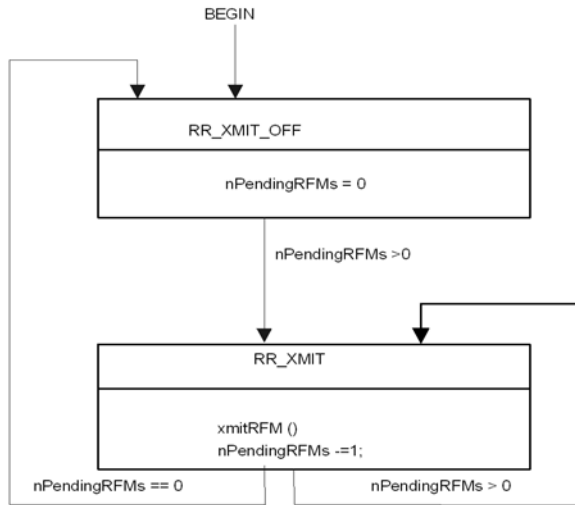 BEGIN
RR_XMIT_OFF
nPendingRFMs = 0
nPendingRFMs >0
RR_XMIT
xmitRFM ()
nPendingRFMs -=1;
nPendingRFMs == 0
nPendingRFMs > 0